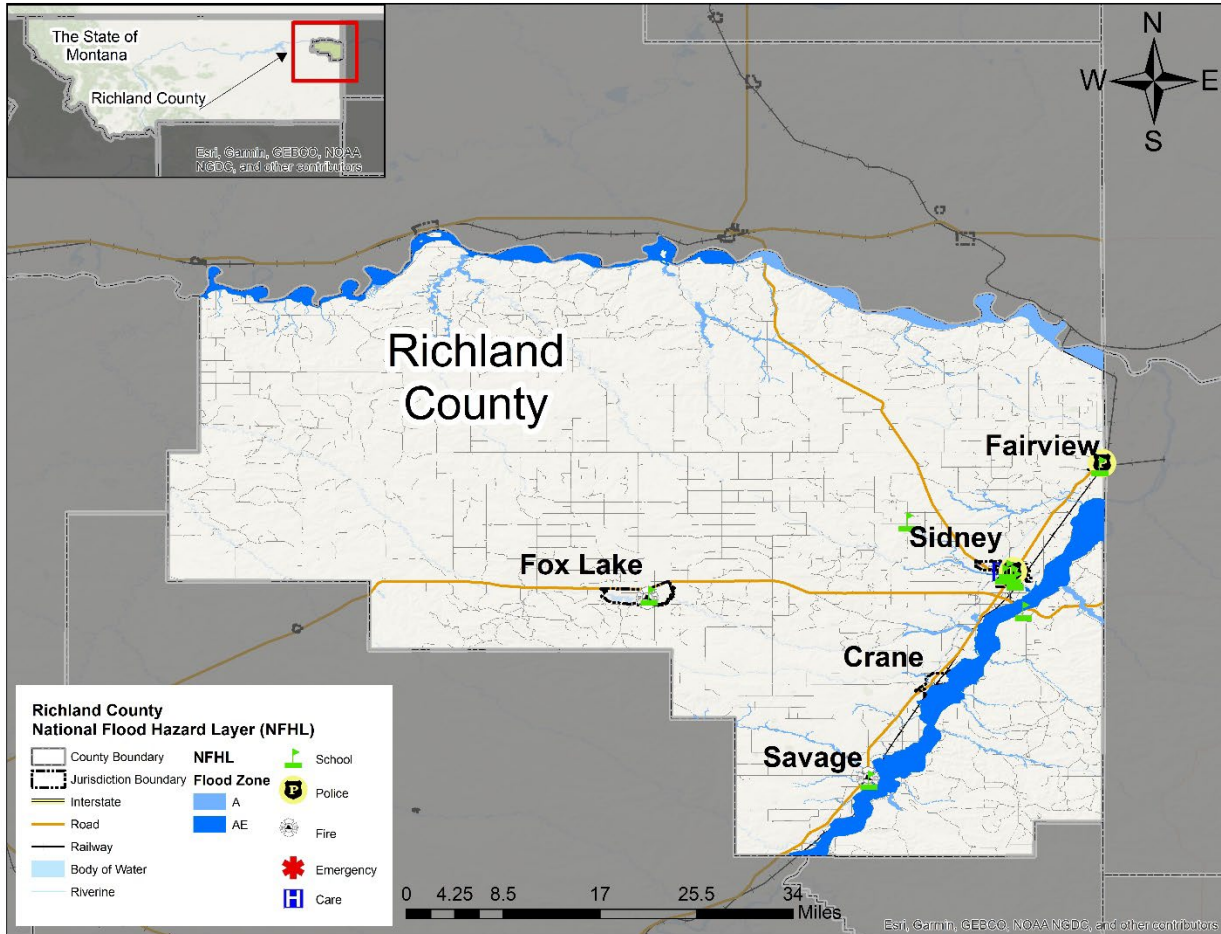 The State of
Montana
Richland County
Esri, Garmin, GEBCO, NOAA
NGDC, and other contributors
N
W E
S
Richland
County
Fairview
P
Sidney
H
Fox Lake
Crane
Savage
Richland County
National Flood Hazard Layer (NFHL)
County Boundary
Jurisdiction Boundary
Interstate
Road
Railway
Body of Water
Riverine
NFHL
Flood Zone
A
AE
School
P Police
Fire
Emergency
H Care
0 4.25 8.5 17 25.5 34
Miles
Esri, Garmin, GEBCO, NOAA NGDC, and other contributors